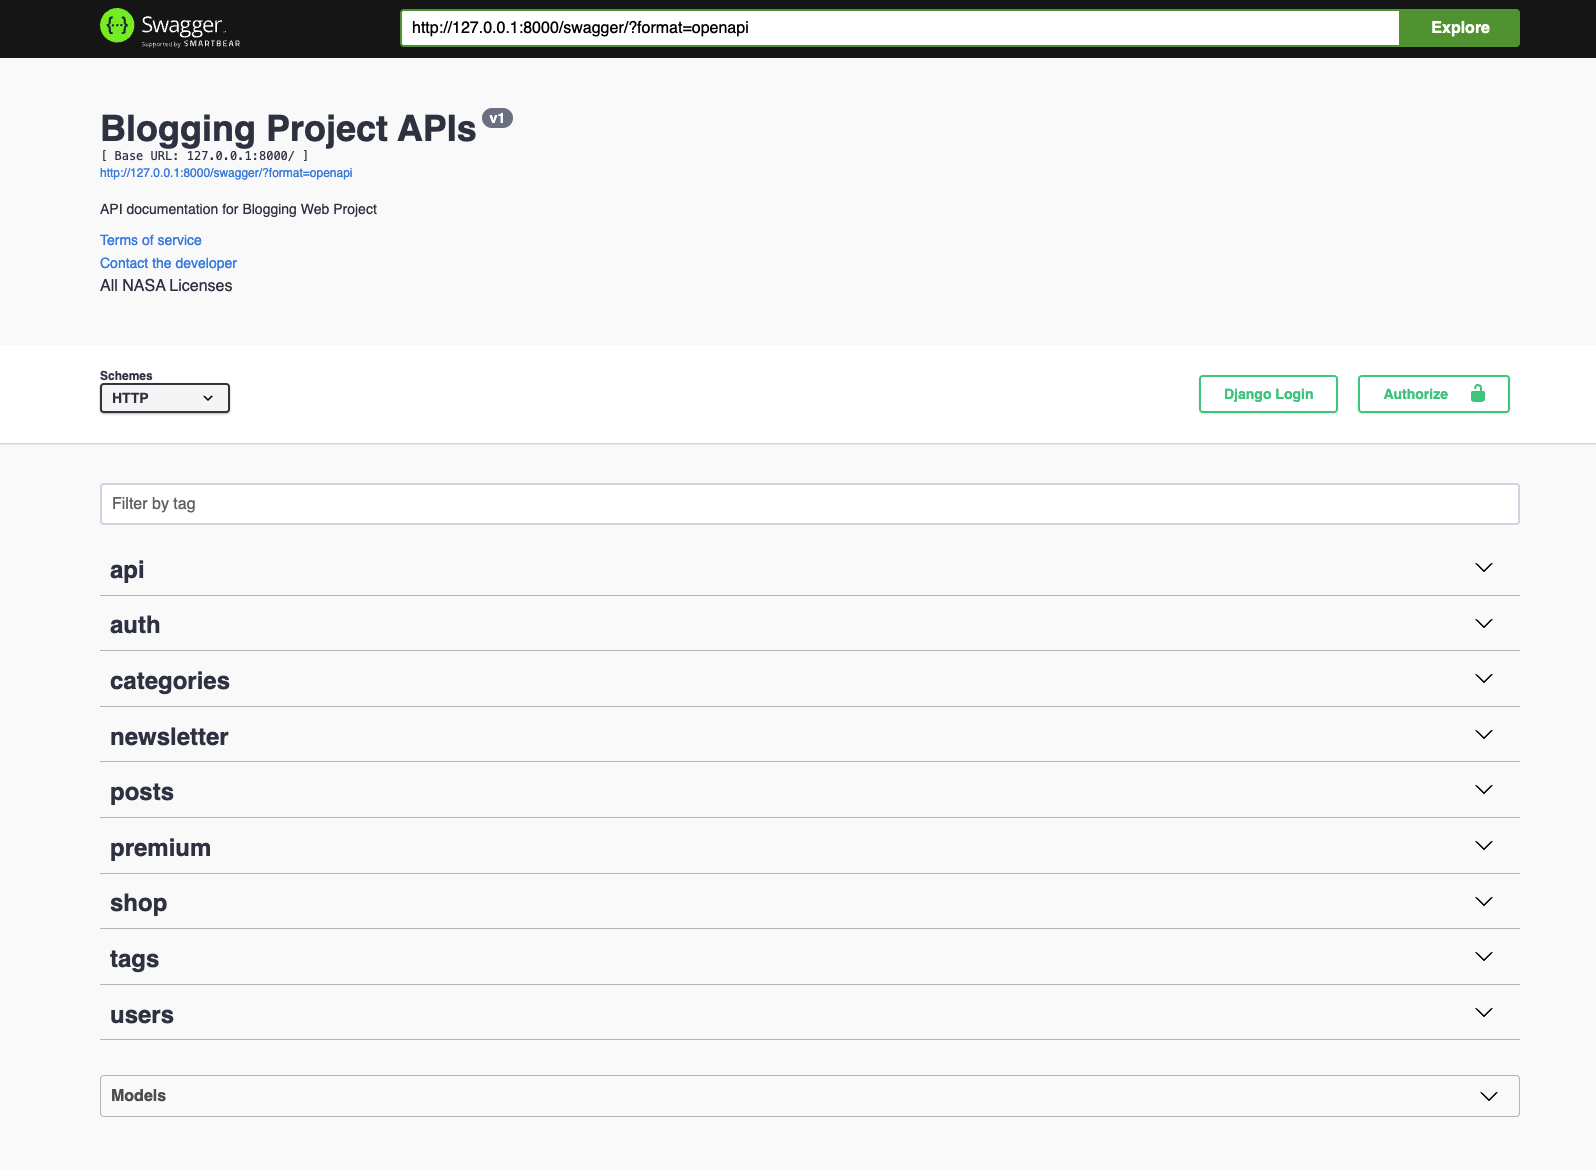 Swagger
Supported by SMARTBEAR
http://127.0.0.1:8000/swagger/?format=openapi
Explore
Blogging Project APIs v1
[ Base URL: 127.0.0.1:8000/ ]
http://127.0.0.1:8000/swagger/?format=openapi
API documentation for Blogging Web Project
Terms of service
Contact the developer
All NASA Licenses
Schemes
HTTP
Django Login
Authorize
Filter by tag
api
auth
categories
newsletter
posts
premium
shop
tags
users
Models